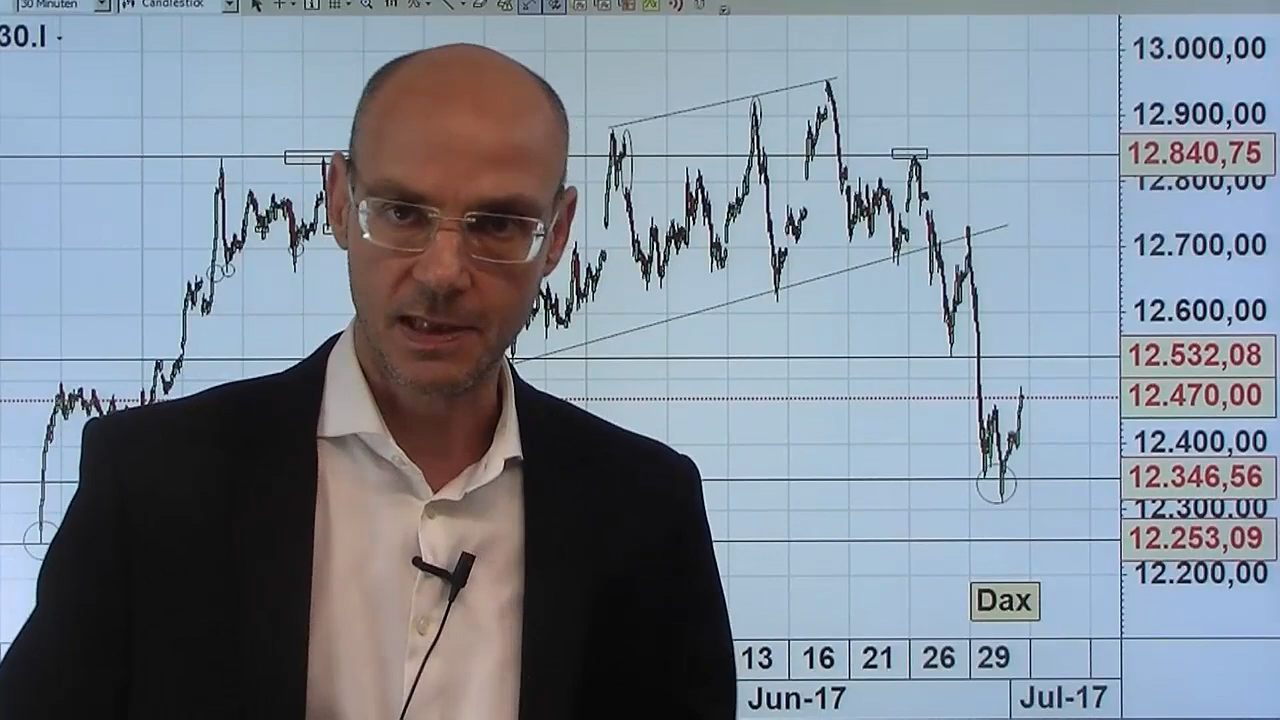 30 Minuten Candlestick
30.I
13.000,00
12.900,00
12.840,75
12.800,00
12.700,00
12.600,00
12.532,08
12.470,00
12.400,00
12.346,56
12.300,00
12.253,09
12.200,00
Dax
13 16 21 26 29
Jun-17 Jul-17